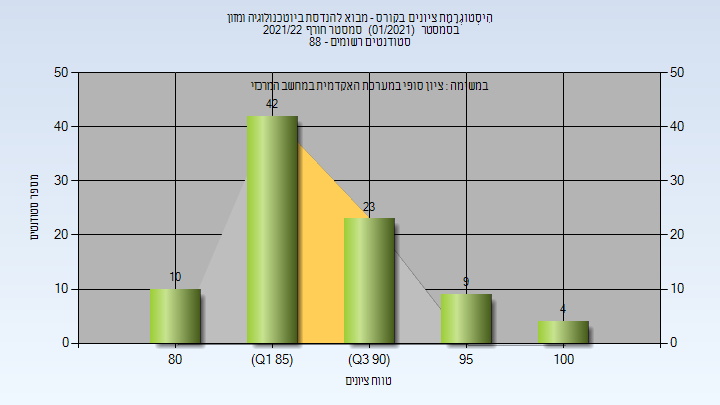 הִיסְטוֹגְרַמַת ציונים בקורס - מבוא להנדסת ביוטכנולוגיה ומזון
בסמסטר (01/2021) סמסטר חורף 2021/22
סטודנטים רשומים - 88
במשימה : ציון סופי במערכת האקדמית במחשב המרכזי
50 50
42
40 40
30 30
23
20 20
10 9
10 10
4
0 0
80 (Q1 85) (Q3 90) 95 100
מספר סטודנטים
טווח ציונים